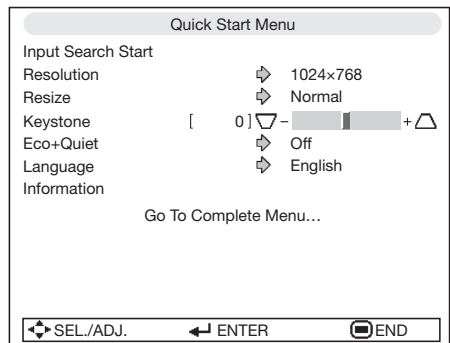 Quick Start Menu
Input Search Start
Resolution 1024×768
Resize Normal
Keystone [ 0 ] - +
Eco+Quiet Off
Language English
Information
Go To Complete Menu...
SEL./ADJ. ENTER END